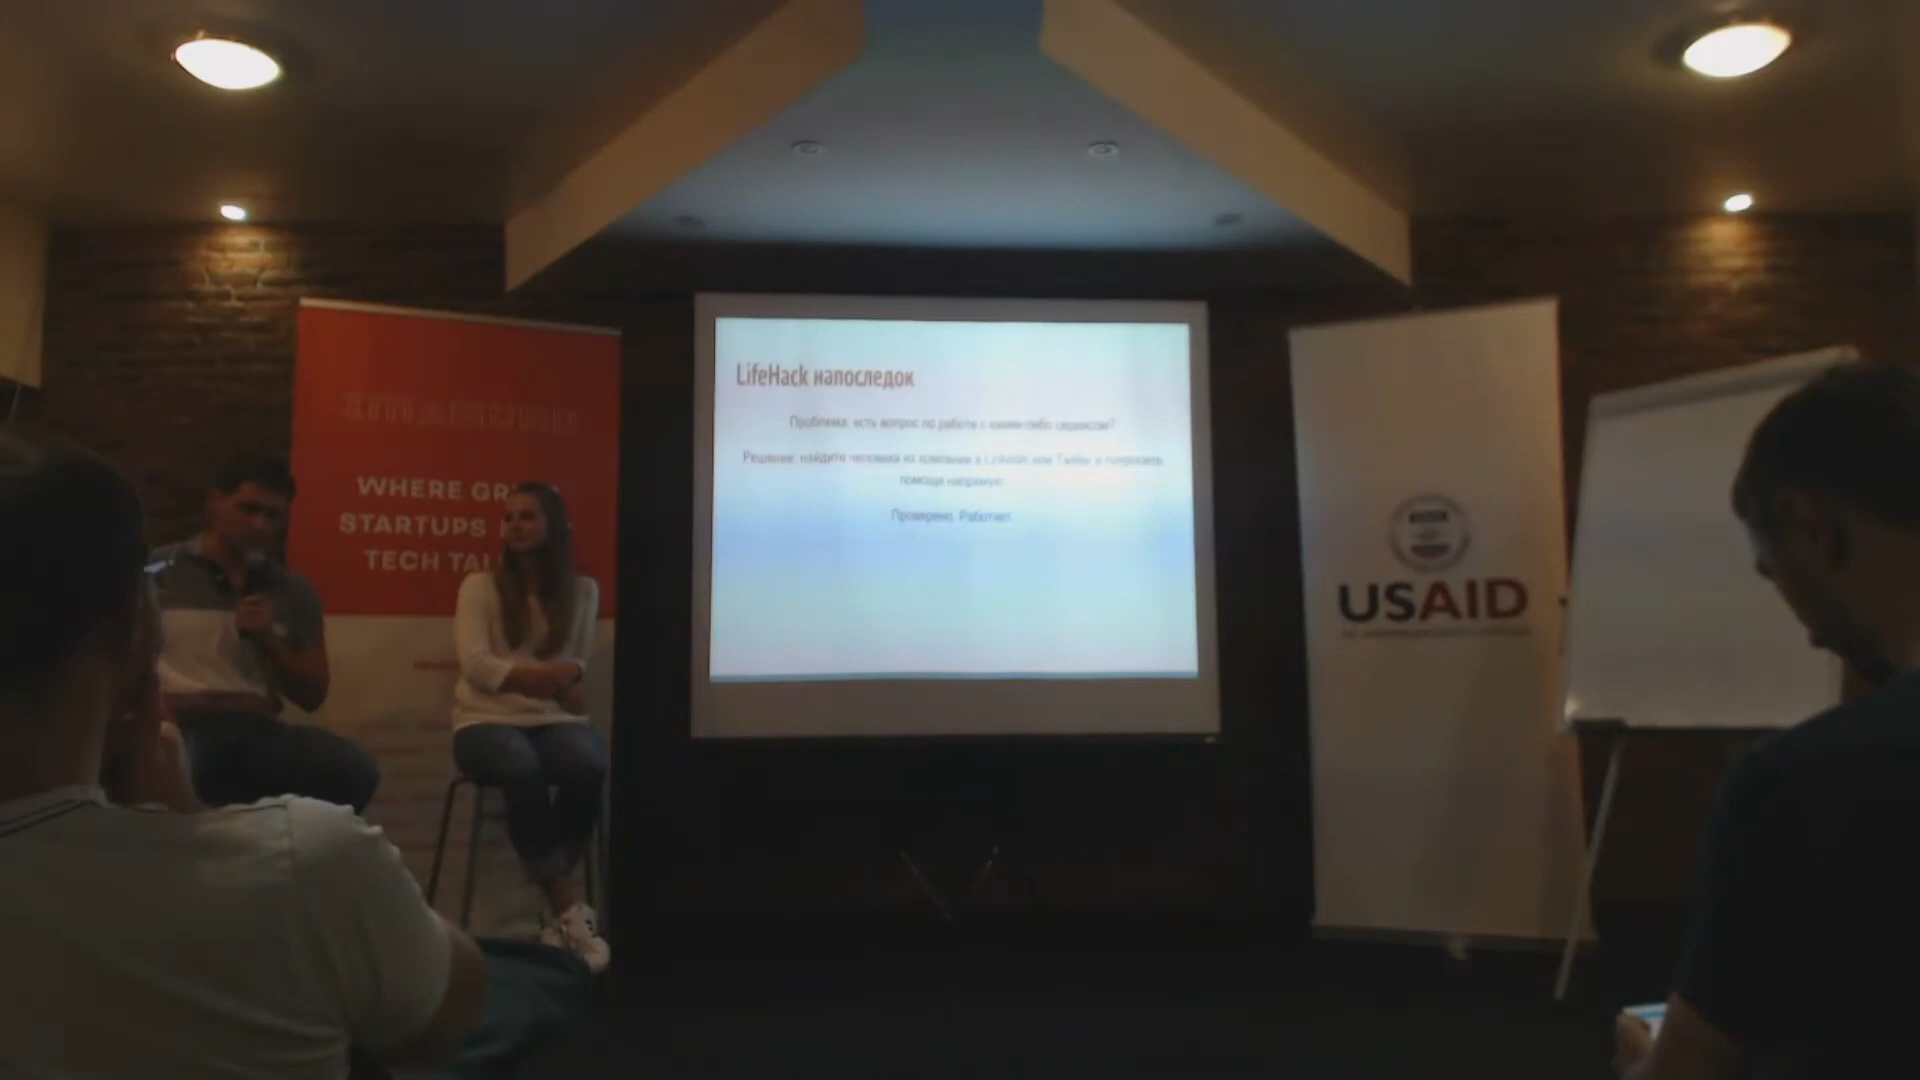 WHERE GR
STARTUPS
TECH TAL
LifeHack напоследок
Проблема: есть вопрос по работе с каким-либо сервисом?
Решение: найдите человека из компании в LinkedIn или Twitter и попросите
помощи напрямую
Проверено. Работает.
USAID